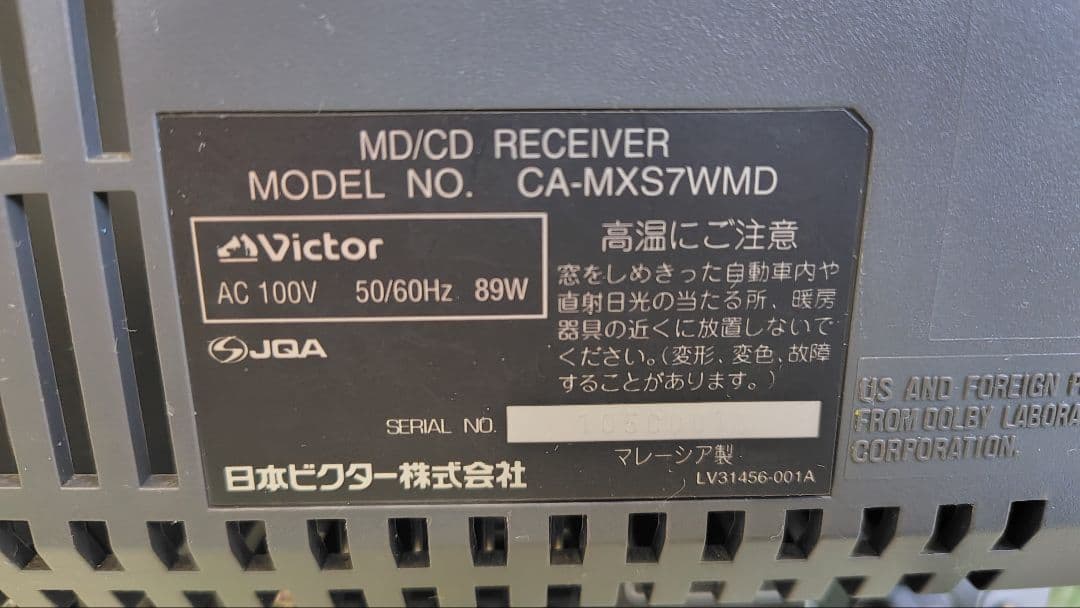 MD/CD RECEIVER
MODEL NO. CA-MXS7WMD
Victor
AC 100V 50/60Hz 89W
JQA
高温にご注意
窓をしめきった自動車内や
直射日光の当たる所、暖房
器具の近くに放置しないで
ください。(変形、変色、故障
することがあります。)
SERIAL NO.
マレーシア製
日本ビクター株式会社
LV31456-001A
US AND FOREIGN
FROM DOLBY
CORPORATION.